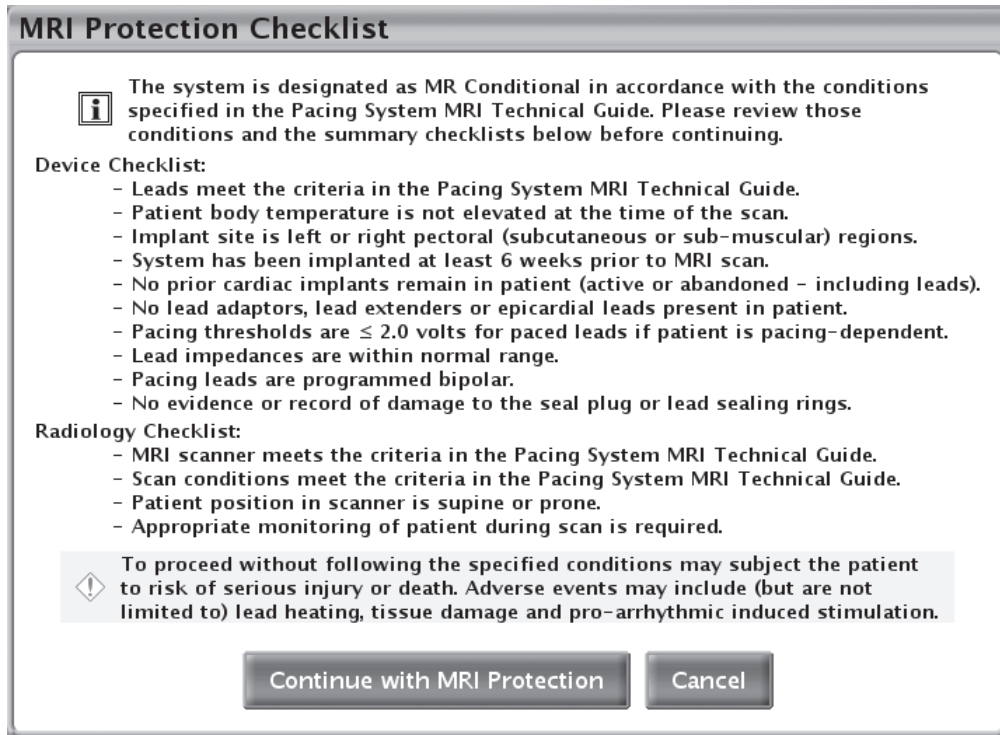 MRI Protection Checklist
The system is designated as MR Conditional in accordance with the conditions
specified in the Pacing System MRI Technical Guide. Please review those
conditions and the summary checklists below before continuing.
Device Checklist:
- Leads meet the criteria in the Pacing System MRI Technical Guide.
- Patient body temperature is not elevated at the time of the scan.
- Implant site is left or right pectoral (subcutaneous or sub-muscular) regions.
- System has been implanted at least 6 weeks prior to MRI scan.
- No prior cardiac implants remain in patient (active or abandoned - including leads).
- No lead adaptors, lead extenders or epicardial leads present in patient.
- Pacing thresholds are ≤ 2.0 volts for paced leads if patient is pacing-dependent.
- Lead impedances are within normal range.
- Pacing leads are programmed bipolar.
- No evidence or record of damage to the seal plug or lead sealing rings.
Radiology Checklist:
- MRI scanner meets the criteria in the Pacing System MRI Technical Guide.
- Scan conditions meet the criteria in the Pacing System MRI Technical Guide.
- Patient position in scanner is supine or prone.
- Appropriate monitoring of patient during scan is required.
To proceed without following the specified conditions may subject the patient
to risk of serious injury or death. Adverse events may include (but are not
limited to) lead heating, tissue damage and pro-arrhythmic induced stimulation.
Continue with MRI Protection
Cancel